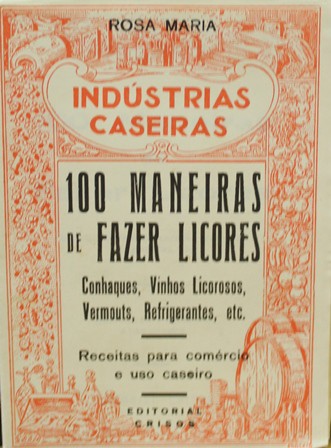 ROSA MARIA
INDÚSTRIAS
CASEIRAS
100 MANEIRAS
DE FAZER LICORES
Conhaques, Vinhos Licorosos,
Vermouts, Refrigerantes, etc.
Receitas para comércio
e uso caseiro
EDITORIAL
CRISOS